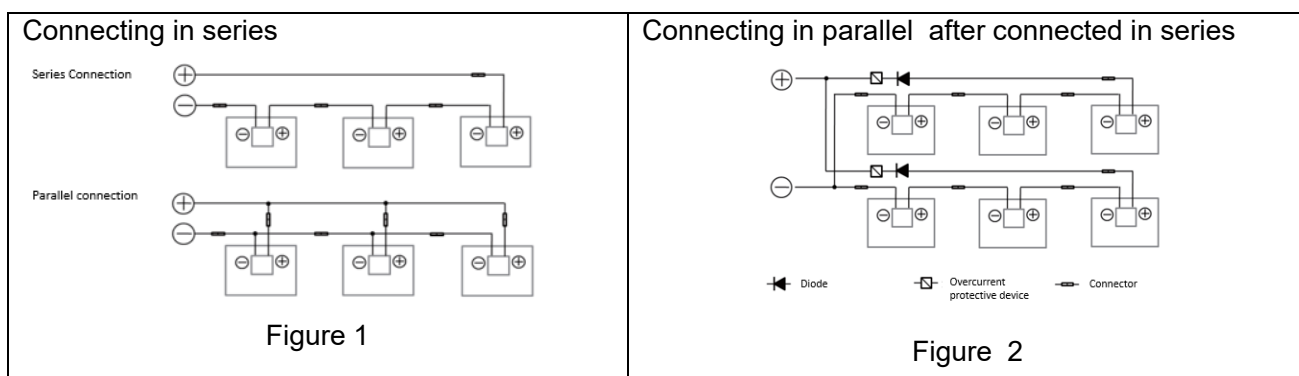 Connecting in series
Series Connection
⊕
⊖
⊖ ⊕ ⊖ ⊕ ⊖ ⊕
Parallel connection
⊕
⊖
⊖ ⊕ ⊖ ⊕ ⊖ ⊕
Figure 1
Connecting in parallel after connected in series
⊕
⊖ ⊕ ⊖ ⊕ ⊖ ⊕
⊖
⊖ ⊕ ⊖ ⊕ ⊖ ⊕
Diode
Overcurrent
protective device
Connector
Figure 2